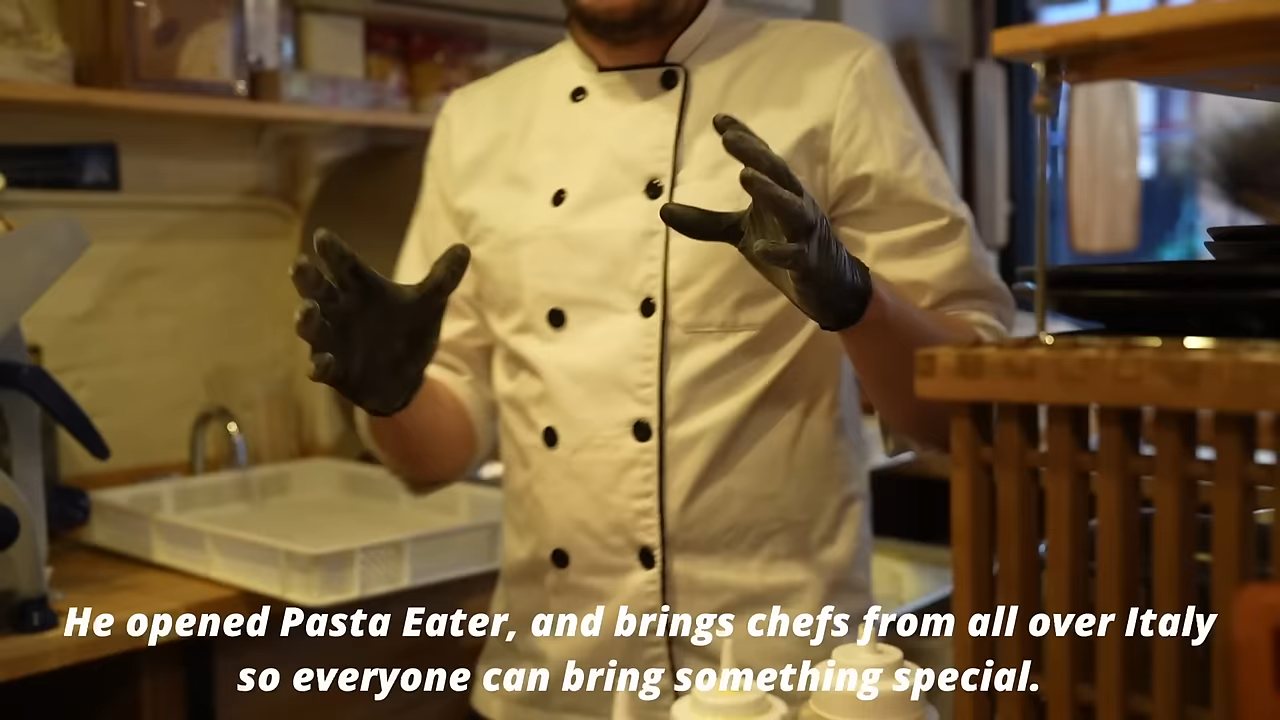 He opened Pasta Eater, and brings chefs from all over Italy
so everyone can bring something special.